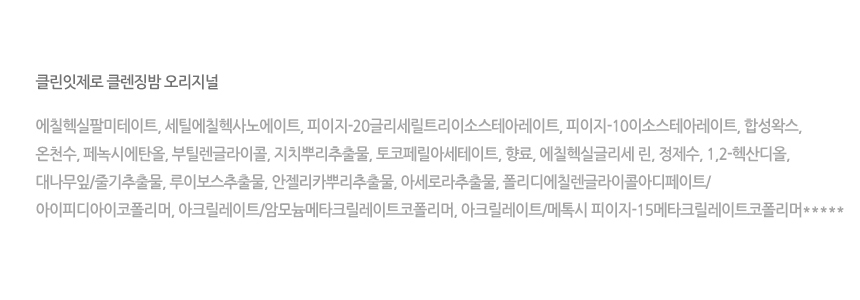 클린잇제로 클렌징밤 오리지널
에칠헥실팔미테이트, 세틸에칠헥사노에이트, 피이지-20글리세릴트리이소스테아레이트, 피이지-10이소스테아레이트, 합성왁스,
온천수, 페녹시에탄올, 부틸렌글라이콜, 지치뿌리추출물, 토코페릴아세테이트, 향료, 에칠헥실글리세 린, 정제수, 1,2-헥산디올,
대나무잎/줄기추출물, 루이보스추출물, 안젤리카뿌리추출물, 아세로라추출물, 폴리디에칠렌글라이콜아디페이트/
아이피디아이코폴리머, 아크릴레이트/암모늄메타크릴레이트코폴리머, 아크릴레이트/메톡시 피이지-15메타크릴레이트코폴리머*****